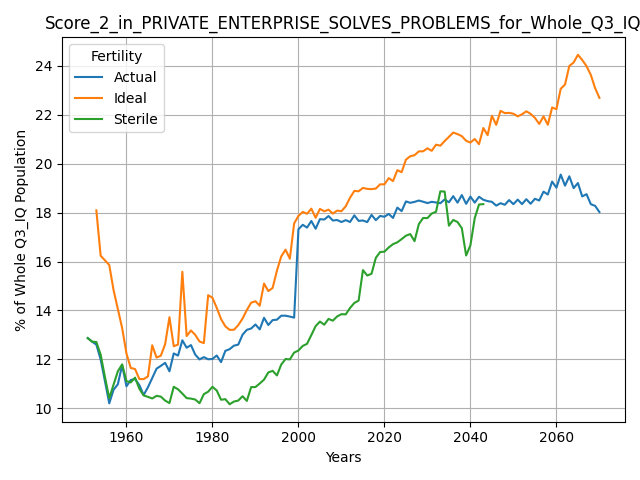 Score_2_in_PRIVATE_ENTERPRISE_SOLVES_PROBLEMS_for_Whole_Q3_IQ
Fertility
Actual
Ideal
Sterile
% of Whole Q3_IQ Population
24
22
20
18
16
14
12
10
1960
1980
2000
2020
2040
2060
Years